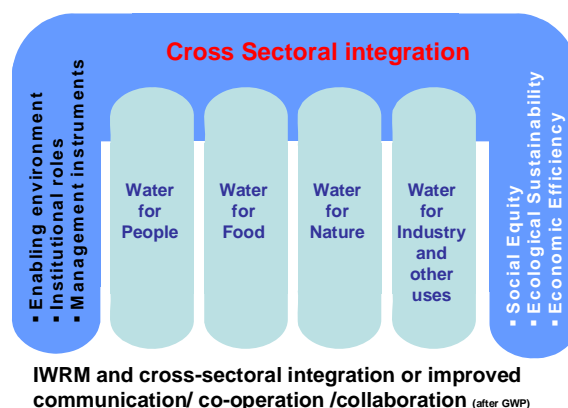 Cross Sectoral integration
▪ Enabling environment
▪ Institutional roles
▪ Management instruments
Water
for
People
Water
for
Food
Water
for
Nature
Water
for
Industry
and
other
uses
▪ Social Equity
▪ Ecological Sustainability
▪ Economic Efficiency
IWRM and cross-sectoral integration or improved
communication/ co-operation /collaboration (after GWP)